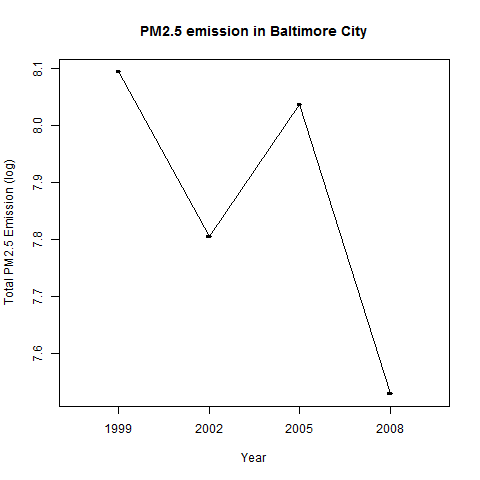 PM2.5 emission in Baltimore City
Total PM2.5 Emission (log)
8.1
8.0
7.9
7.8
7.7
7.6
1999 2002 2005 2008
Year